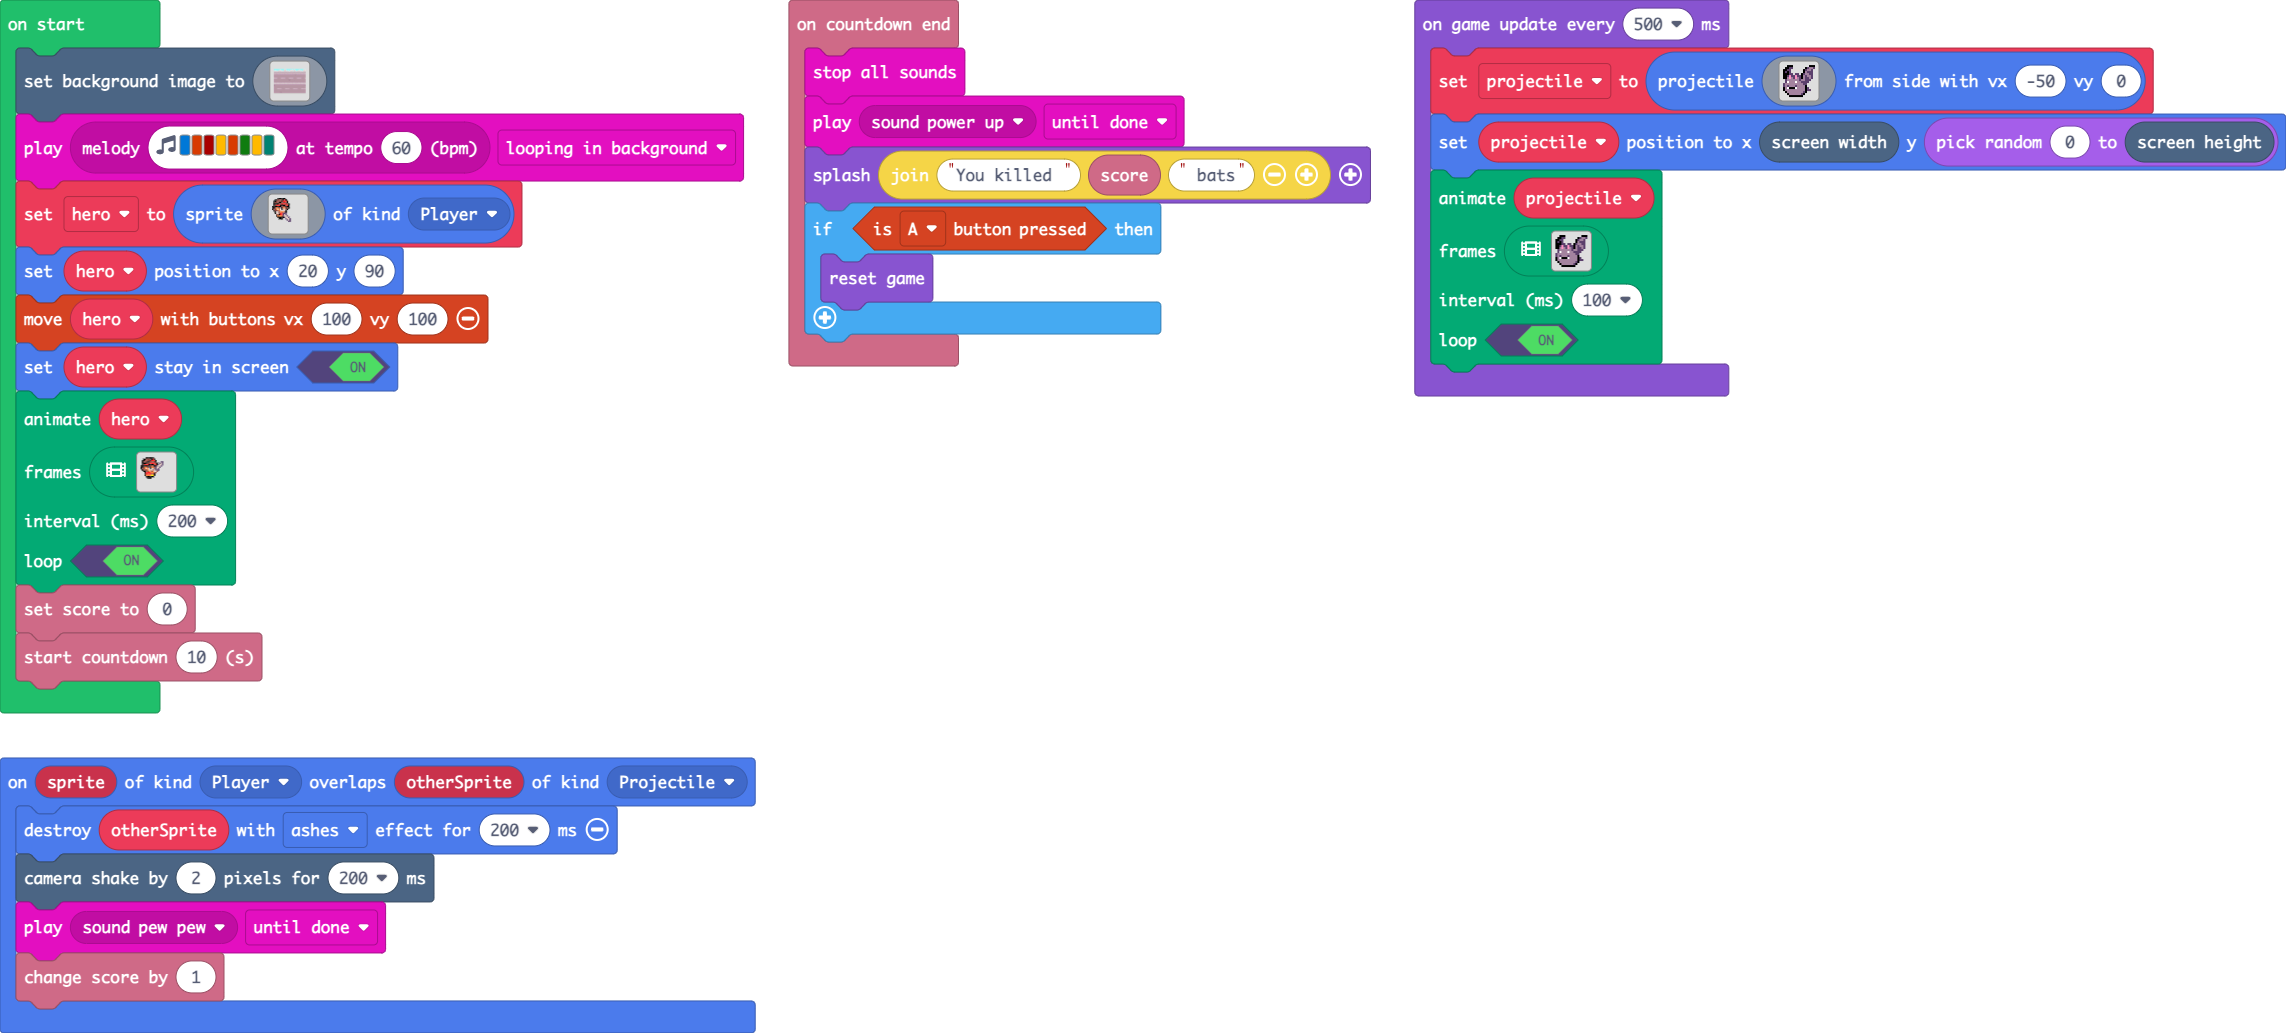 on start
set background image to
play melody at tempo 60 (bpm) looping in background
set hero to sprite of kind Player
set hero position to x 20 y 90
move hero with buttons vx 100 vy 100
set hero stay in screen ON
animate hero
frames
interval (ms) 200
loop ON
set score to 0
start countdown 10 (s)
on countdown end
stop all sounds
play sound power up until done
splash join "You killed " score " bats"
if is A button pressed then
reset game
on game update every 500 ms
set projectile to projectile from side with vx -50 vy 0
set projectile position to x screen width y pick random 0 to screen height
animate projectile
frames
interval (ms) 100
loop ON
on sprite of kind Player overlaps otherSprite of kind Projectile
destroy otherSprite with ashes effect for 200 ms
camera shake by 2 pixels for 200 ms
play sound pew pew until done
change score by 1